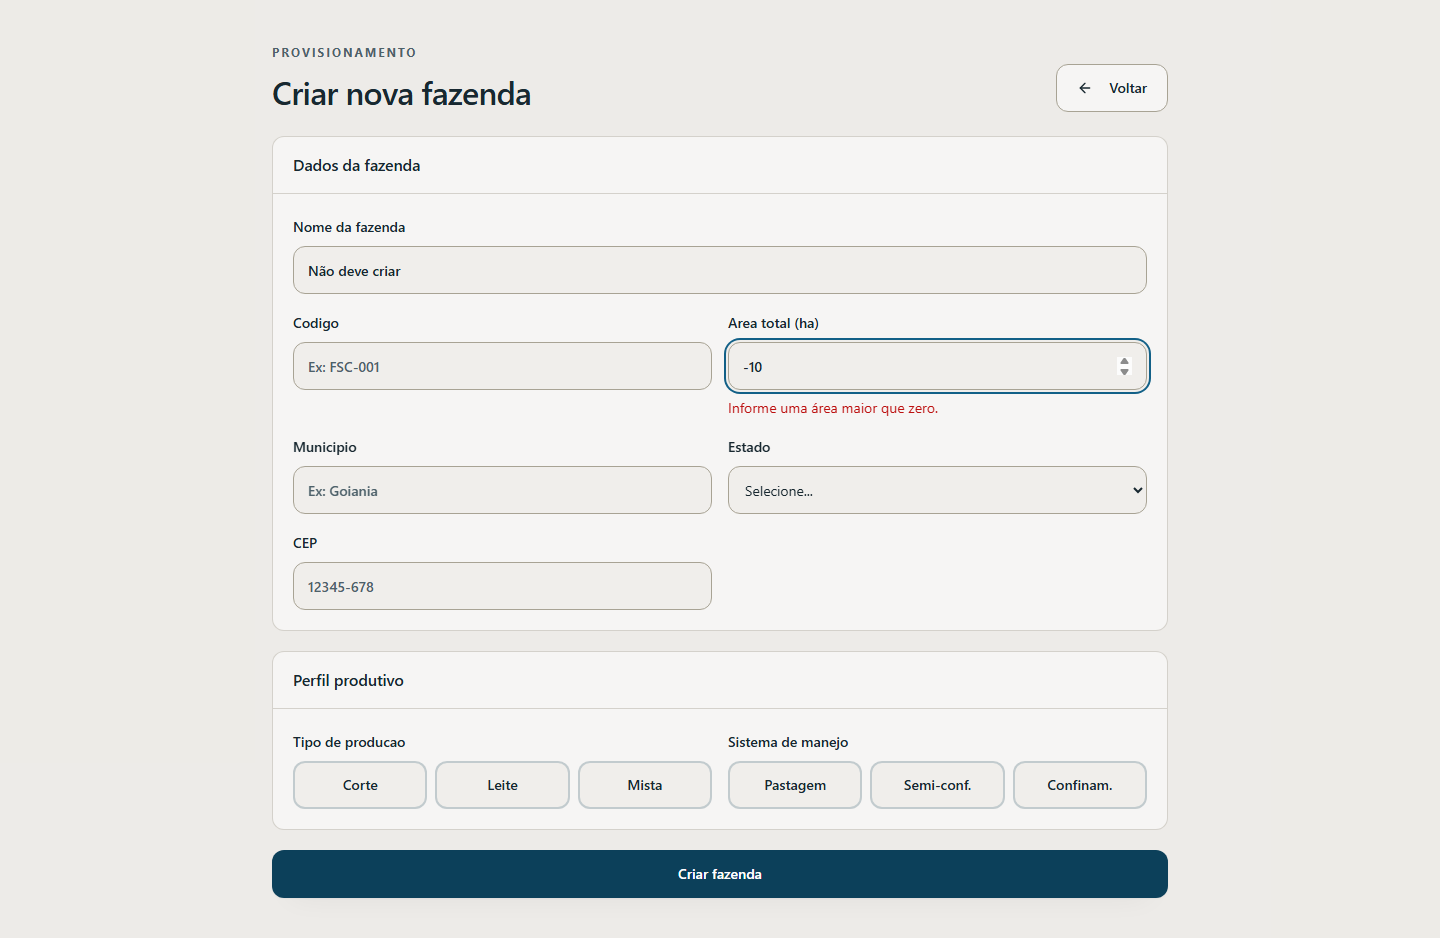 PROVISIONAMENTO
Criar nova fazenda
Voltar
Dados da fazenda
Nome da fazenda
Não deve criar
Codigo
Area total (ha)
Ex: FSC-001
-10
Informe uma área maior que zero.
Municipio
Estado
Ex: Goiania
Selecione...
CEP
12345-678
Perfil produtivo
Tipo de producao
Sistema de manejo
Corte
Leite
Mista
Pastagem
Semi-conf.
Confinam.
Criar fazenda